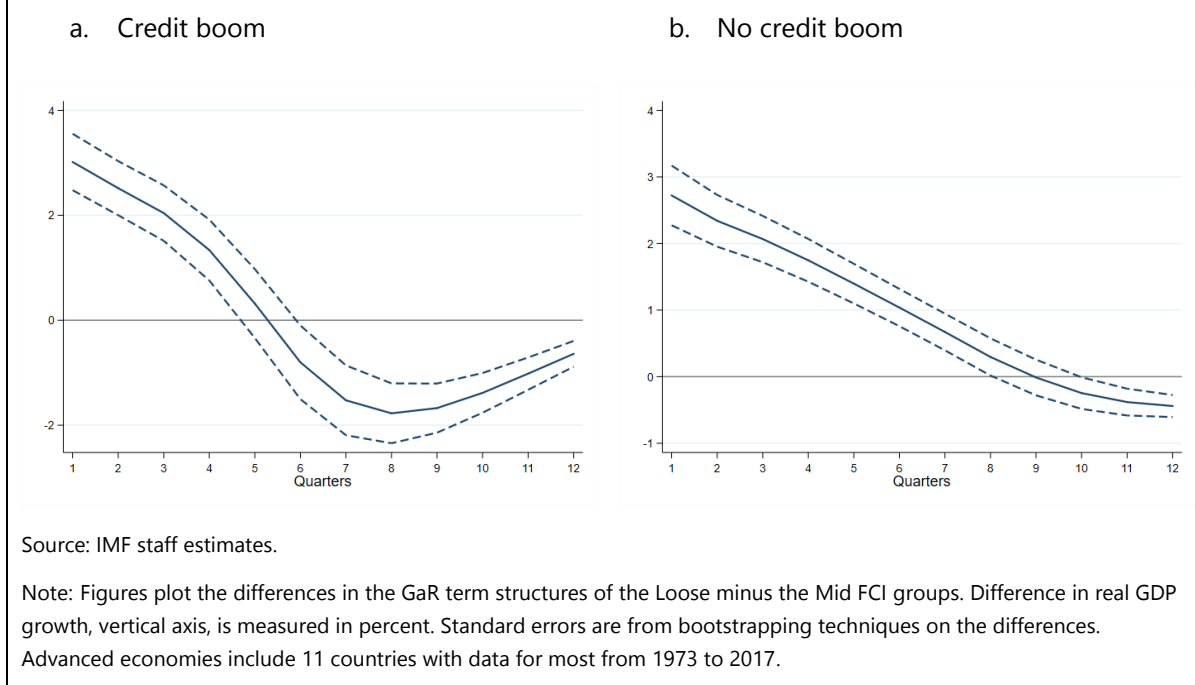 a. Credit boom
b. No credit boom
4
2
0
-2
1 2 3 4 5 6 7 8 9 10 11 12
Quarters
4
3
2
1
0
-1
1 2 3 4 5 6 7 8 9 10 11 12
Quarters
Source: IMF staff estimates.
Note: Figures plot the differences in the GaR term structures of the Loose minus the Mid FCI groups. Difference in real GDP
growth, vertical axis, is measured in percent. Standard errors are from bootstrapping techniques on the differences.
Advanced economies include 11 countries with data for most from 1973 to 2017.